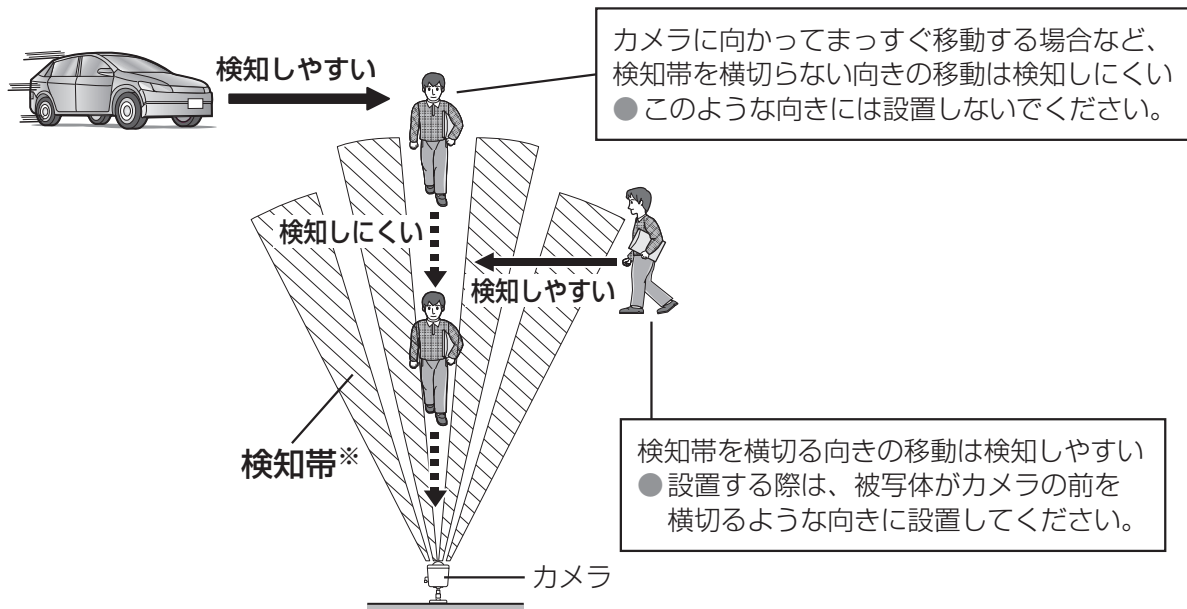 検知しやすい
カメラに向かってまっすぐ移動する場合など、
検知帯を横切らない向きの移動は検知しにくい
● このような向きには設置しないでください。
検知しにくい
検知しやすい
検知帯※
検知帯を横切る向きの移動は検知しやすい
● 設置する際は、被写体がカメラの前を
横切るような向きに設置してください。
カメラ